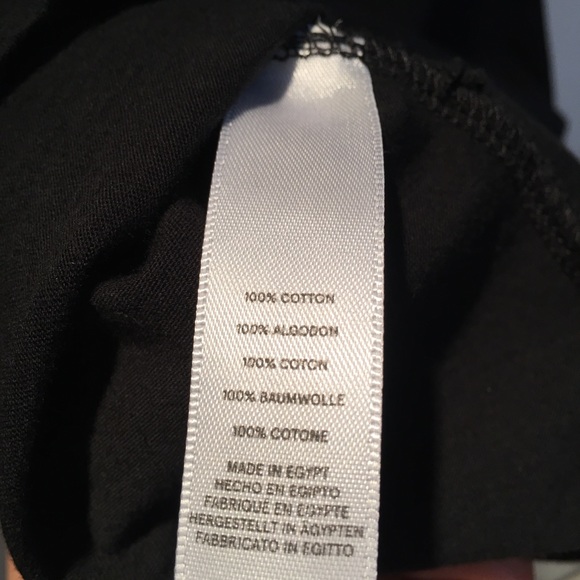 100% COTTON
100% ALGODON
100% COTON
100% BAUMWOLLE
100% COTONE
MADE IN EGYPT
HECHO EN EGIPTO
FABRIQUÉ EN EGYPTE
HERGESTELLT IN ÄGYPTEN
FABBRICATO IN EGITTO